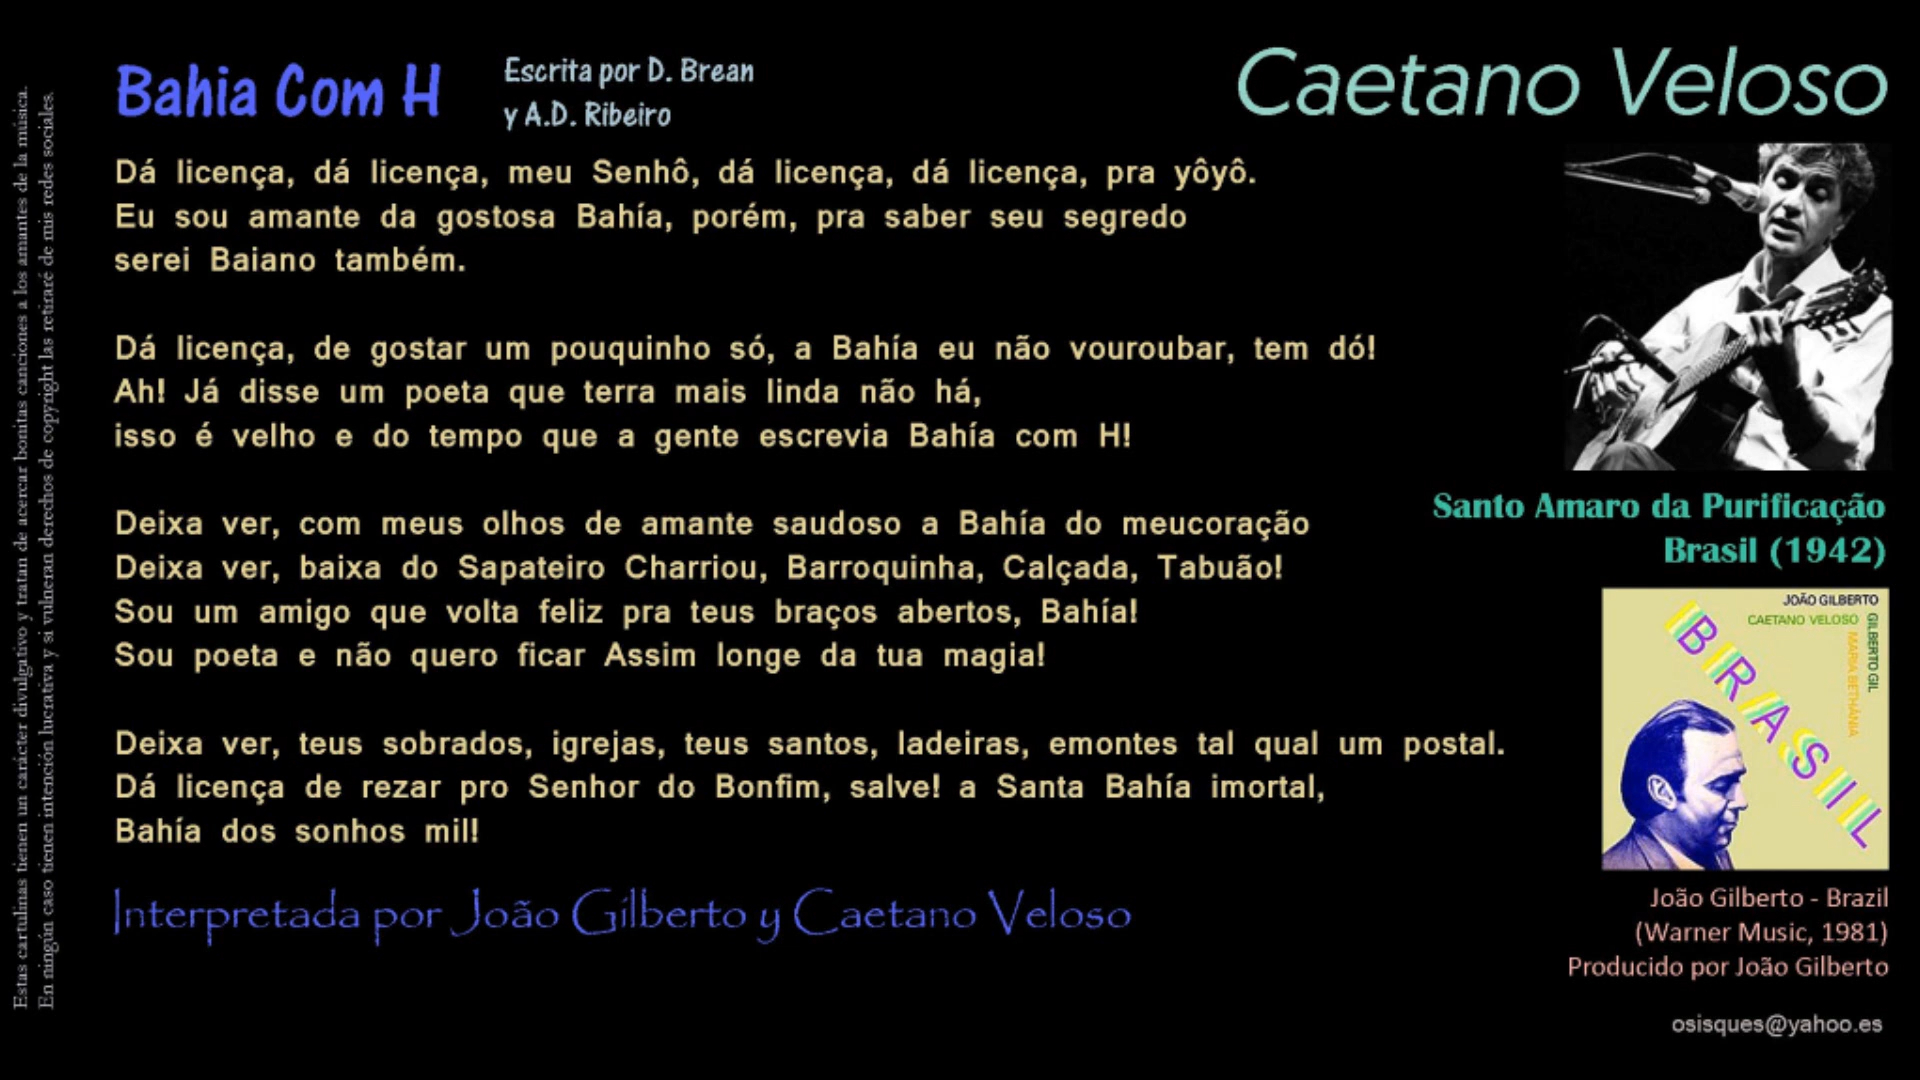 Bahia Com H
Escrita por D. Brean
y A.D. Ribeiro
Caetano Veloso
Dá licença, dá licença, meu Senhô, dá licença, dá licença, pra yôyô.
Eu sou amante da gostosa Bahía, porém, pra saber seu segredo
serei Baiano também.
Dá licença, de gostar um pouquinho só, a Bahía eu não vouroubar, tem dó!
Ah! Já disse um poeta que terra mais linda não há,
isso é velho e do tempo que a gente escrevia Bahía com H!
Deixa ver, com meus olhos de amante saudoso a Bahía do meucoração
Deixa ver, baixa do Sapateiro Charriou, Barroquinha, Calçada, Tabuão!
Sou um amigo que volta feliz pra teus braços abertos, Bahía!
Sou poeta e não quero ficar Assim longe da tua magia!
Deixa ver, teus sobrados, igrejas, teus santos, ladeiras, emontes tal qual um postal.
Dá licença de rezar pro Senhor do Bonfim, salve! a Santa Bahía imortal,
Bahía dos sonhos mil!
Interpretada por João Gilberto y Caetano Veloso
Santo Amaro da Purificação
Brasil (1942)
JOÃO GILBERTO
CAETANO VELOSO
GILBERTO GIL
MARIA BETHÂNIA
BRASIL
João Gilberto - Brazil
(Warner Music, 1981)
Producido por João Gilberto
osisques@yahoo.es
Estas cartulinas tienen un carácter divulgativo y tratan de acercar bonitas canciones a los amantes de la música.
En ningún caso tienen intención lucrativa y si vulneran derechos de copyright las retiraré de mis redes sociales.